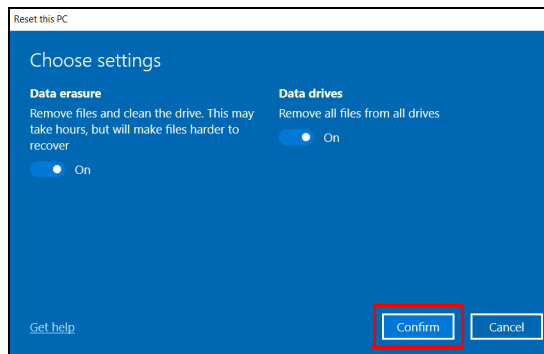 Reset this PC
Choose settings
Data erasure
Remove files and clean the drive. This may
take hours, but will make files harder to
recover
On
Data drives
Remove all files from all drives
On
Get help
Confirm
Cancel